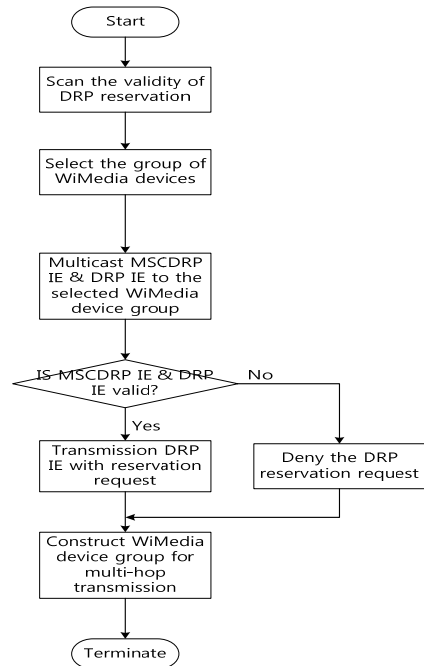 Start
Scan the validity of
DRP reservation
Select the group of
WiMedia devices
Multicast MSCDRP
IE & DRP IE to the
selected WiMedia
device group
IS MSCDRP IE & DRP
IE valid?
No
Yes
Transmission DRP
IE with reservation
request
Deny the DRP
reservation request
Construct WiMedia
device group for
multi-hop
transmission
Terminate